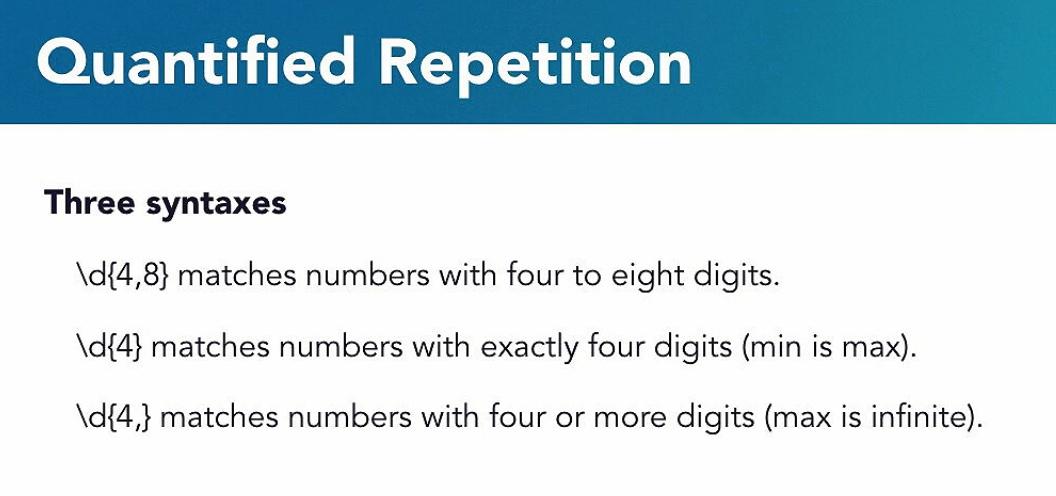 Quantified Repetition
Three syntaxes
\d{4,8} matches numbers with four to eight digits.
\d{4} matches numbers with exactly four digits (min is max).
\d{4,} matches numbers with four or more digits (max is infinite).